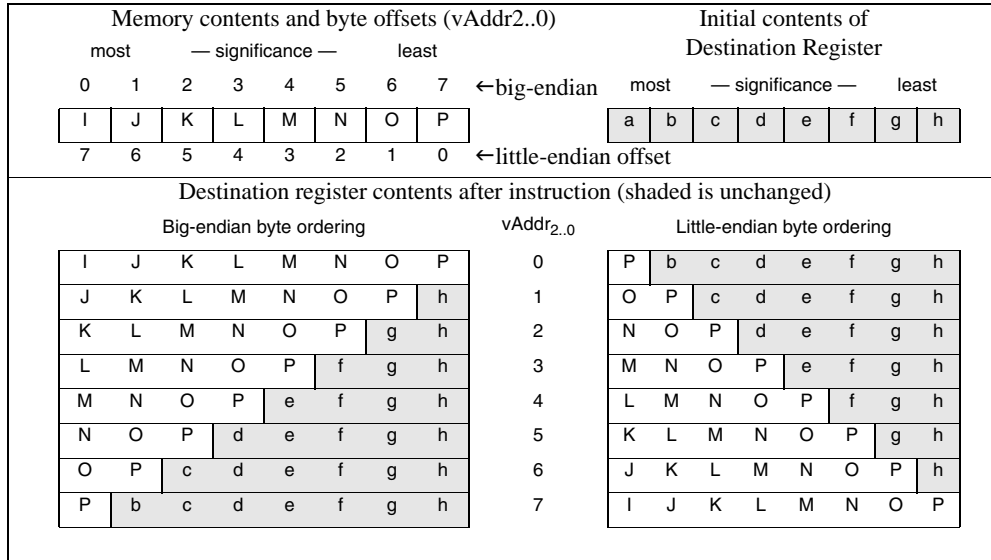 Memory contents and byte offsets (vAddr2..0)
Initial contents of
Destination Register
most — significance — least
0 1 2 3 4 5 6 7 ←big-endian
most — significance — least
I J K L M N O P
a b c d e f g h
7 6 5 4 3 2 1 0 ←little-endian offset
Destination register contents after instruction (shaded is unchanged)
Big-endian byte ordering vAddr2..0 Little-endian byte ordering
I J K L M N O P 0 P b c d e f g h
J K L M N O P h 1 O P c d e f g h
K L M N O P g h 2 N O P d e f g h
L M N O P f g h 3 M N O P e f g h
M N O P e f g h 4 L M N O P f g h
N O P d e f g h 5 K L M N O P g h
O P c d e f g h 6 J K L M N O P h
P b c d e f g h 7 I J K L M N O P